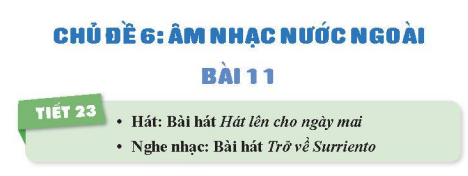 CHỦ ĐỀ 6: ÂM NHẠC NƯỚC NGOÀI
BÀI 11
TIẾT 23
• Hát: Bài hát Hát lên cho ngày mai
• Nghe nhạc: Bài hát Trở về Surriento